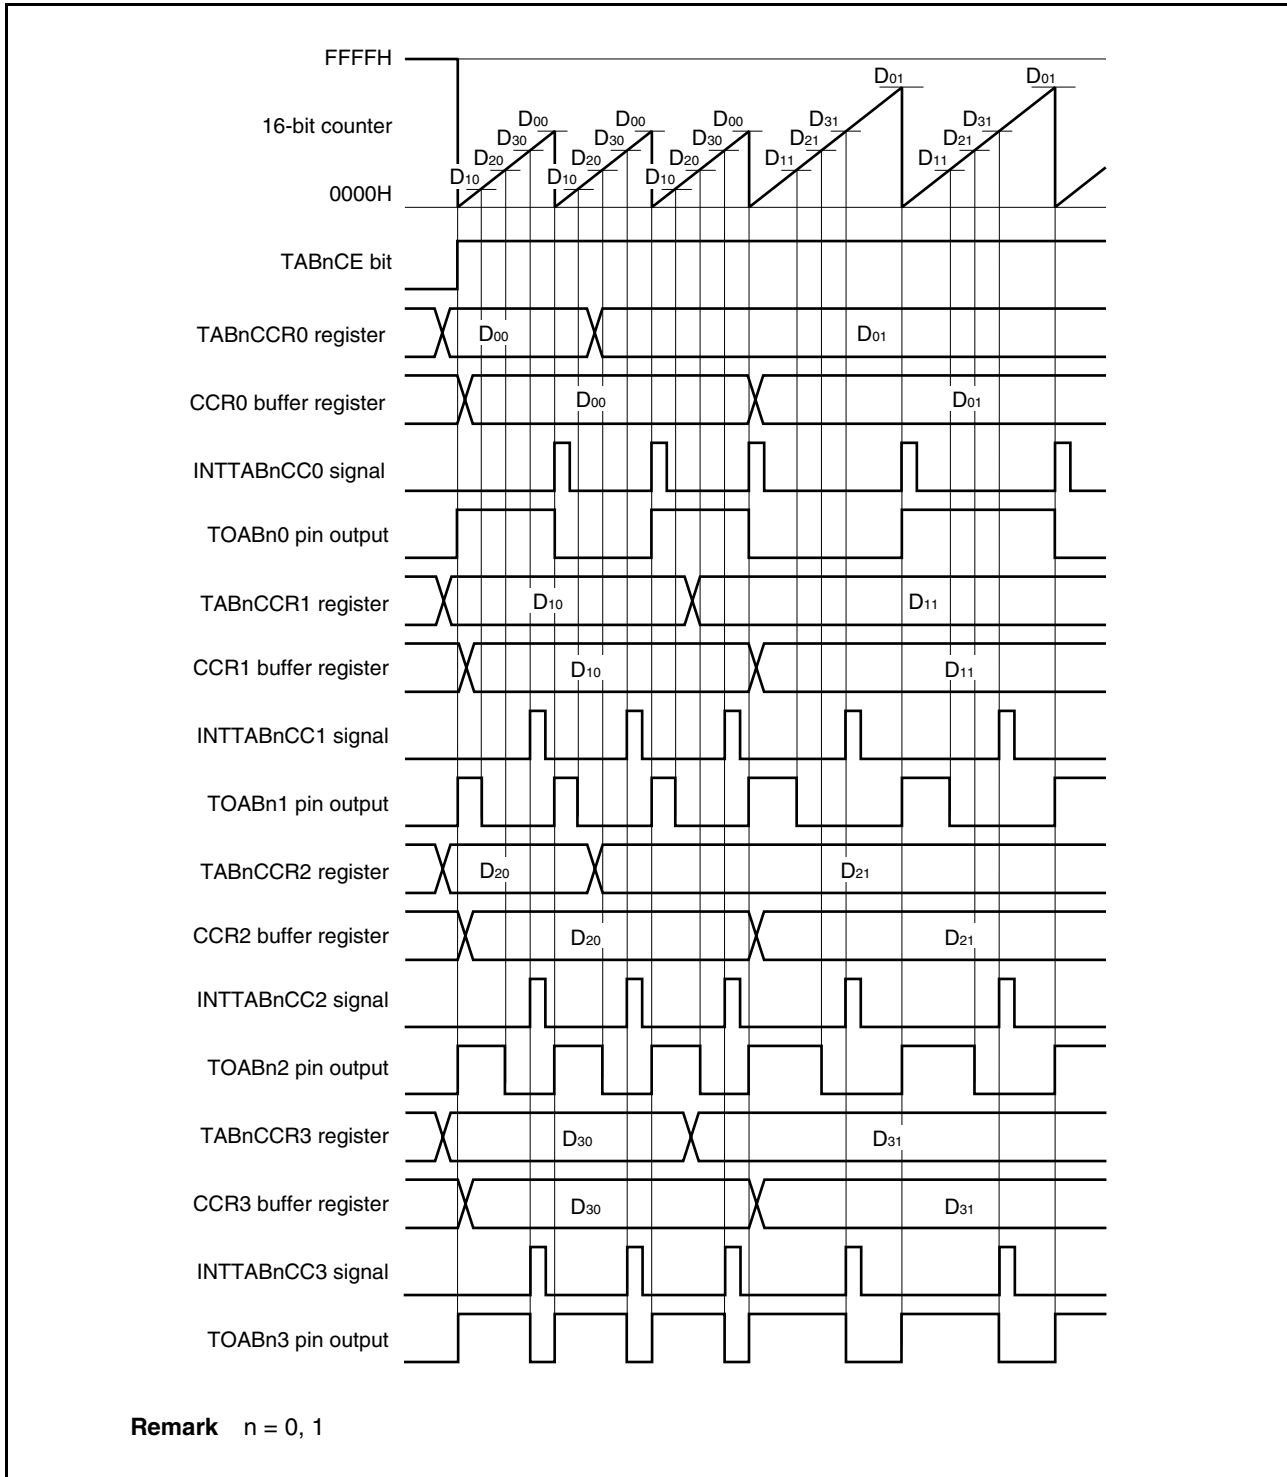 FFFFH
D01 D01
D00 D00 D00 D31 D31
16-bit counter
D30 D30 D30 D21 D21
D20 D20 D20 D11 D11
D10 D10 D10
0000H
TABnCE bit
TABnCCR0 register D00 D01
CCR0 buffer register D00 D01
INTTABnCC0 signal
TOABn0 pin output
TABnCCR1 register D10 D11
CCR1 buffer register D10 D11
INTTABnCC1 signal
TOABn1 pin output
TABnCCR2 register D20 D21
CCR2 buffer register D20 D21
INTTABnCC2 signal
TOABn2 pin output
TABnCCR3 register D30 D31
CCR3 buffer register D30 D31
INTTABnCC3 signal
TOABn3 pin output
Remark n = 0, 1